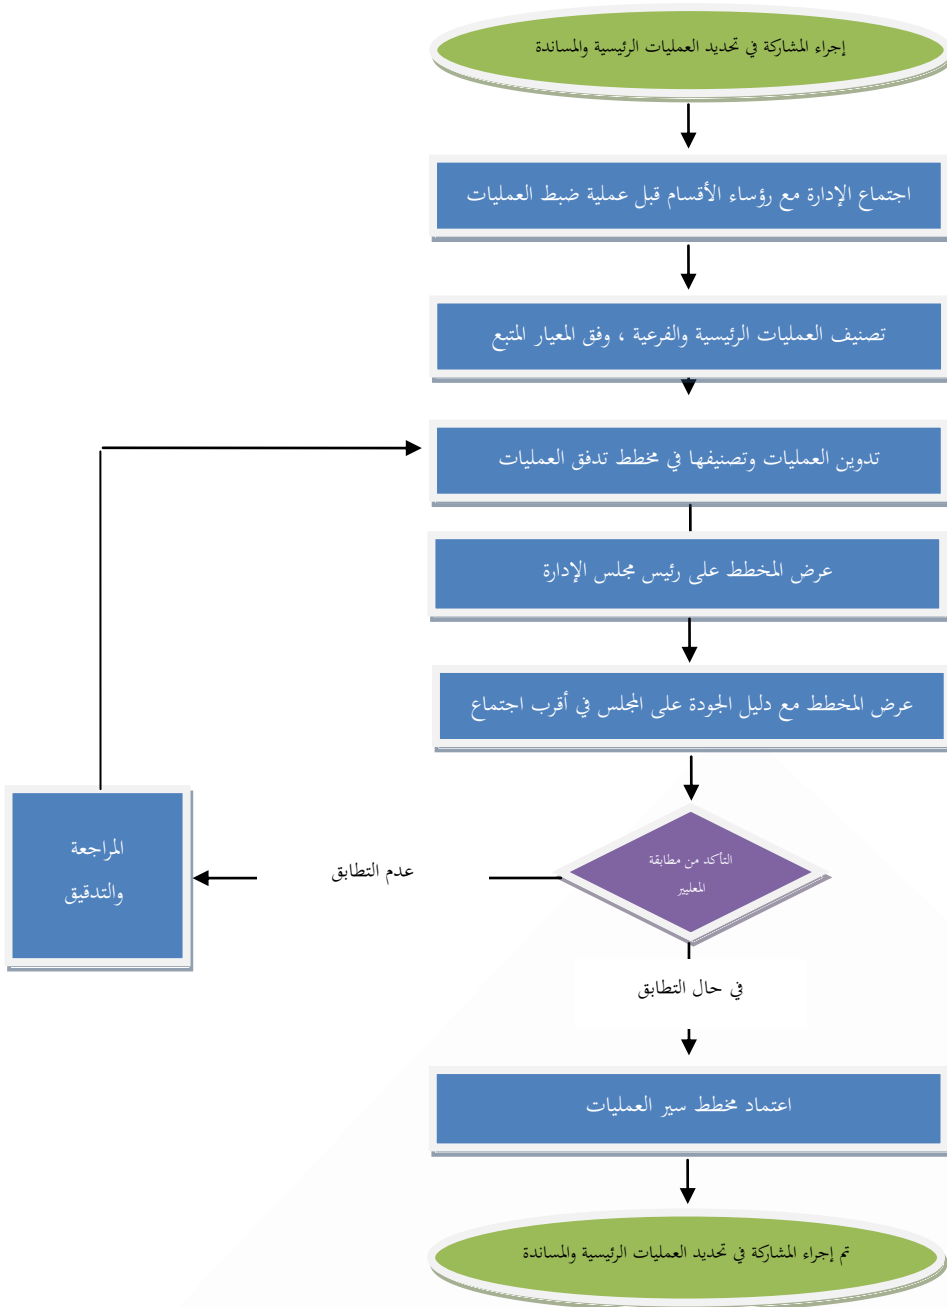 إجراء المشاركة في تحديد العمليات الرئيسية والمساندة
اجتماع الإدارة مع رؤساء الأقسام قبل عملية ضبط العمليات
تصنيف العمليات الرئيسية والفرعية ، وفق المعيار المتبع
تدوين العمليات وتصنيفها في مخطط تدفق العمليات
عرض المخطط على رئيس مجلس الإدارة
عرض المخطط مع دليل الجودة على المجلس في أقرب اجتماع
التأكد من مطابقة
المعليير
عدم التطابق
المراجعة
والتدقيق
في حال التطابق
اعتماد مخطط سير العمليات
تم إجراء المشاركة في تحديد العمليات الرئيسية والمساندة